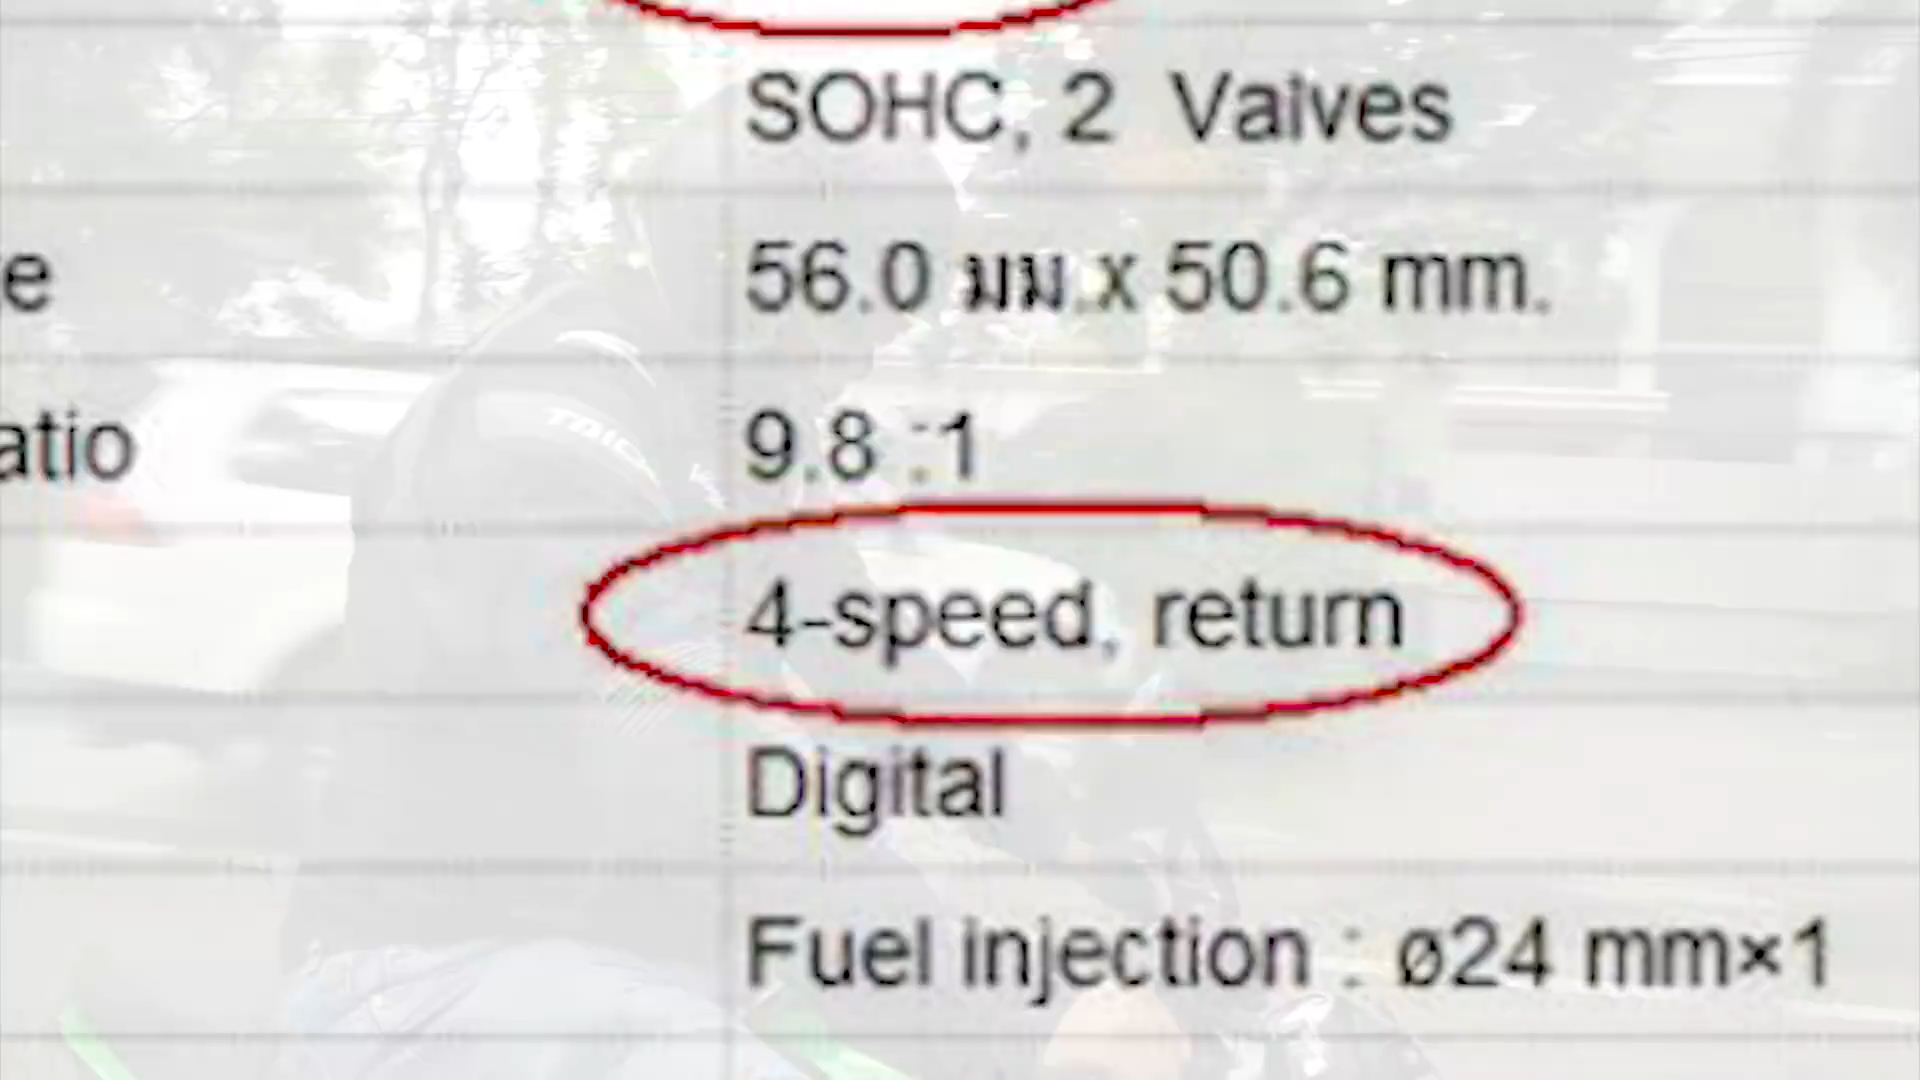 SOHC, 2 Valves
e 56.0 มม.x 50.6 mm.
atio 9.8 :1
4-speed, return
Digital
Fuel injection : ø24 mm×1